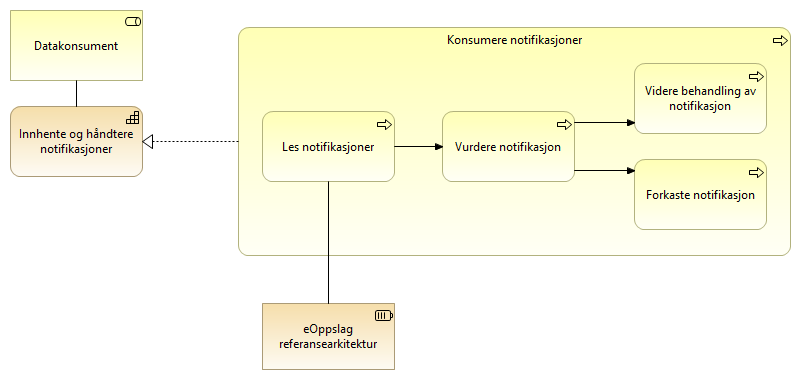 Datakonsument
Innhente og håndtere
notifikasjoner
Konsumere notifikasjoner
Les notifikasjoner
Vurdere notifikasjon
Videre behandling av
notifikasjon
Forkaste notifikasjon
eOppslag
referansearkitektur